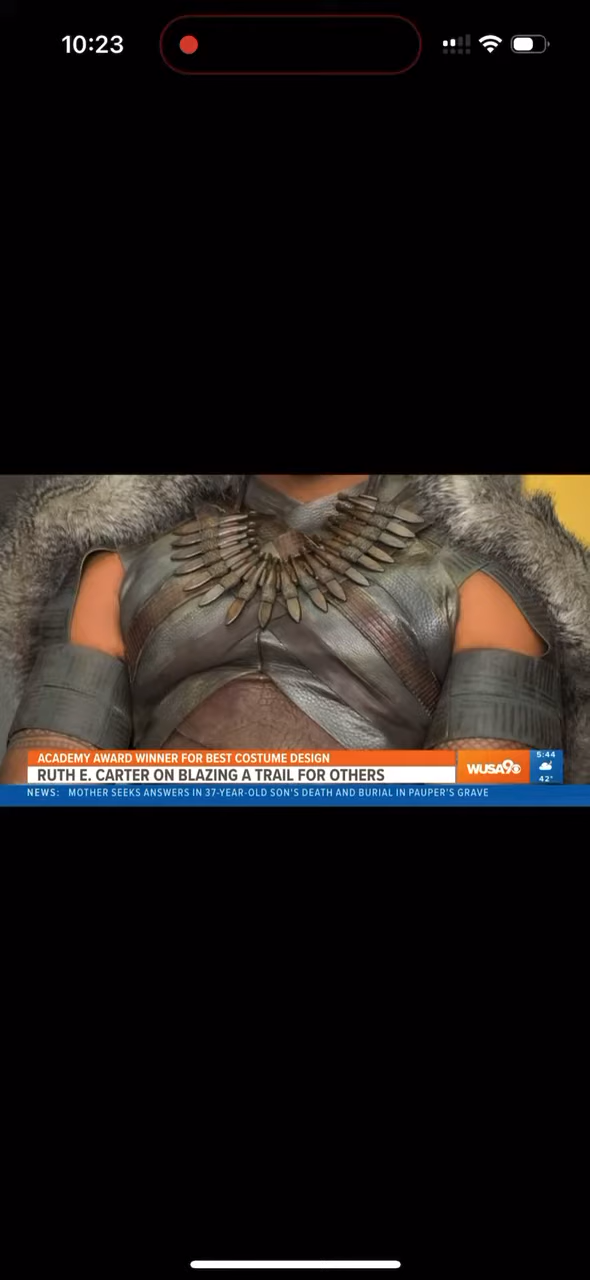 10:23
ACADEMY AWARD WINNER FOR BEST COSTUME DESIGN
RUTH E. CARTER ON BLAZING A TRAIL FOR OTHERS
WUSA9
5:44
42°
NEWS: MOTHER SEEKS ANSWERS IN 37-YEAR-OLD SON'S DEATH AND BURIAL IN PAUPER'S GRAVE